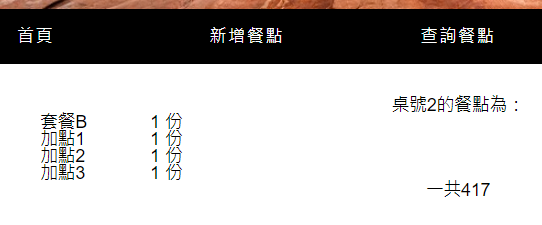 首頁 新增餐點 查詢餐點
桌號2的餐點為：
套餐B 1 份
加點1 1 份
加點2 1 份
加點3 1 份
一共417